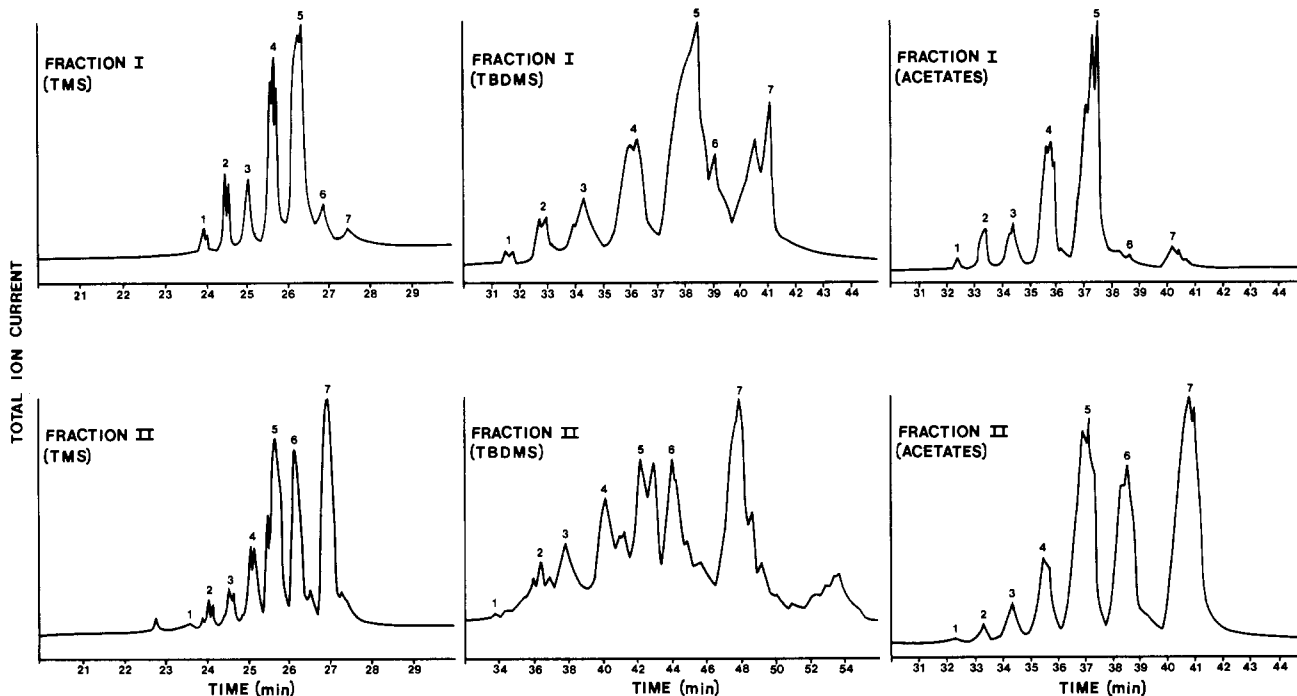 TOTAL ION CURRENT
FRACTION I
(TMS)
1
2
3
4
5
6
7
21 22 23 24 25 26 27 28 29
FRACTION I
(TBDMS)
1
2
3
4
5
6
7
31 32 33 34 35 36 37 38 39 40 41 42 43 44
FRACTION I
(ACETATES)
1
2
3
4
5
6
7
31 32 33 34 35 36 37 38 39 40 41 42 43 44
FRACTION II
(TMS)
1
2
3
4
5
6
7
21 22 23 24 25 26 27 28 29
TIME (min)
FRACTION II
(TBDMS)
1
2
3
4
5
6
7
32 34 36 38 40 42 44 46 48 50 52 54
TIME (min)
FRACTION II
(ACETATES)
1
2
3
4
5
6
7
31 32 33 34 35 36 37 38 39 40 41 42 43 44
TIME (min)